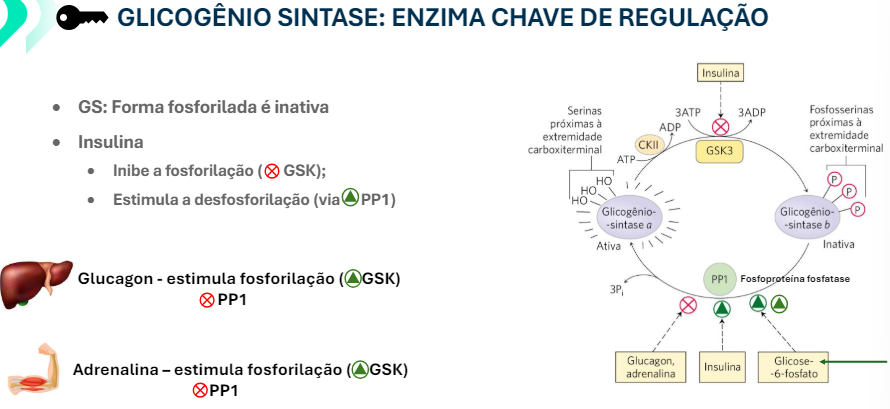 GLICOGÊNIO SINTASE: ENZIMA CHAVE DE REGULAÇÃO
GS: Forma fosforilada é inativa
Insulina
Inibe a fosforilação ( GSK);
Estimula a desfosforilação (via PP1)
Glucagon - estimula fosforilação ( GSK)
PP1
Adrenalina – estimula fosforilação ( GSK)
PP1
Insulina
Serinas
próximas à
extremidade
carboxiterminal
3ATP
3ADP
Fosfosserinas
próximas à
extremidade
carboxiterminal
ADP
CKII
GSK3
ATP
HO
HO
HO
P
P
P
Glicogênio-
-sintase a
Ativa
Glicogênio-
-sintase b
Inativa
PP1
Fosfoproteína fosfatase
3Pi
Glucagon,
adrenalina
Insulina
Glicose-
-6-fosfato